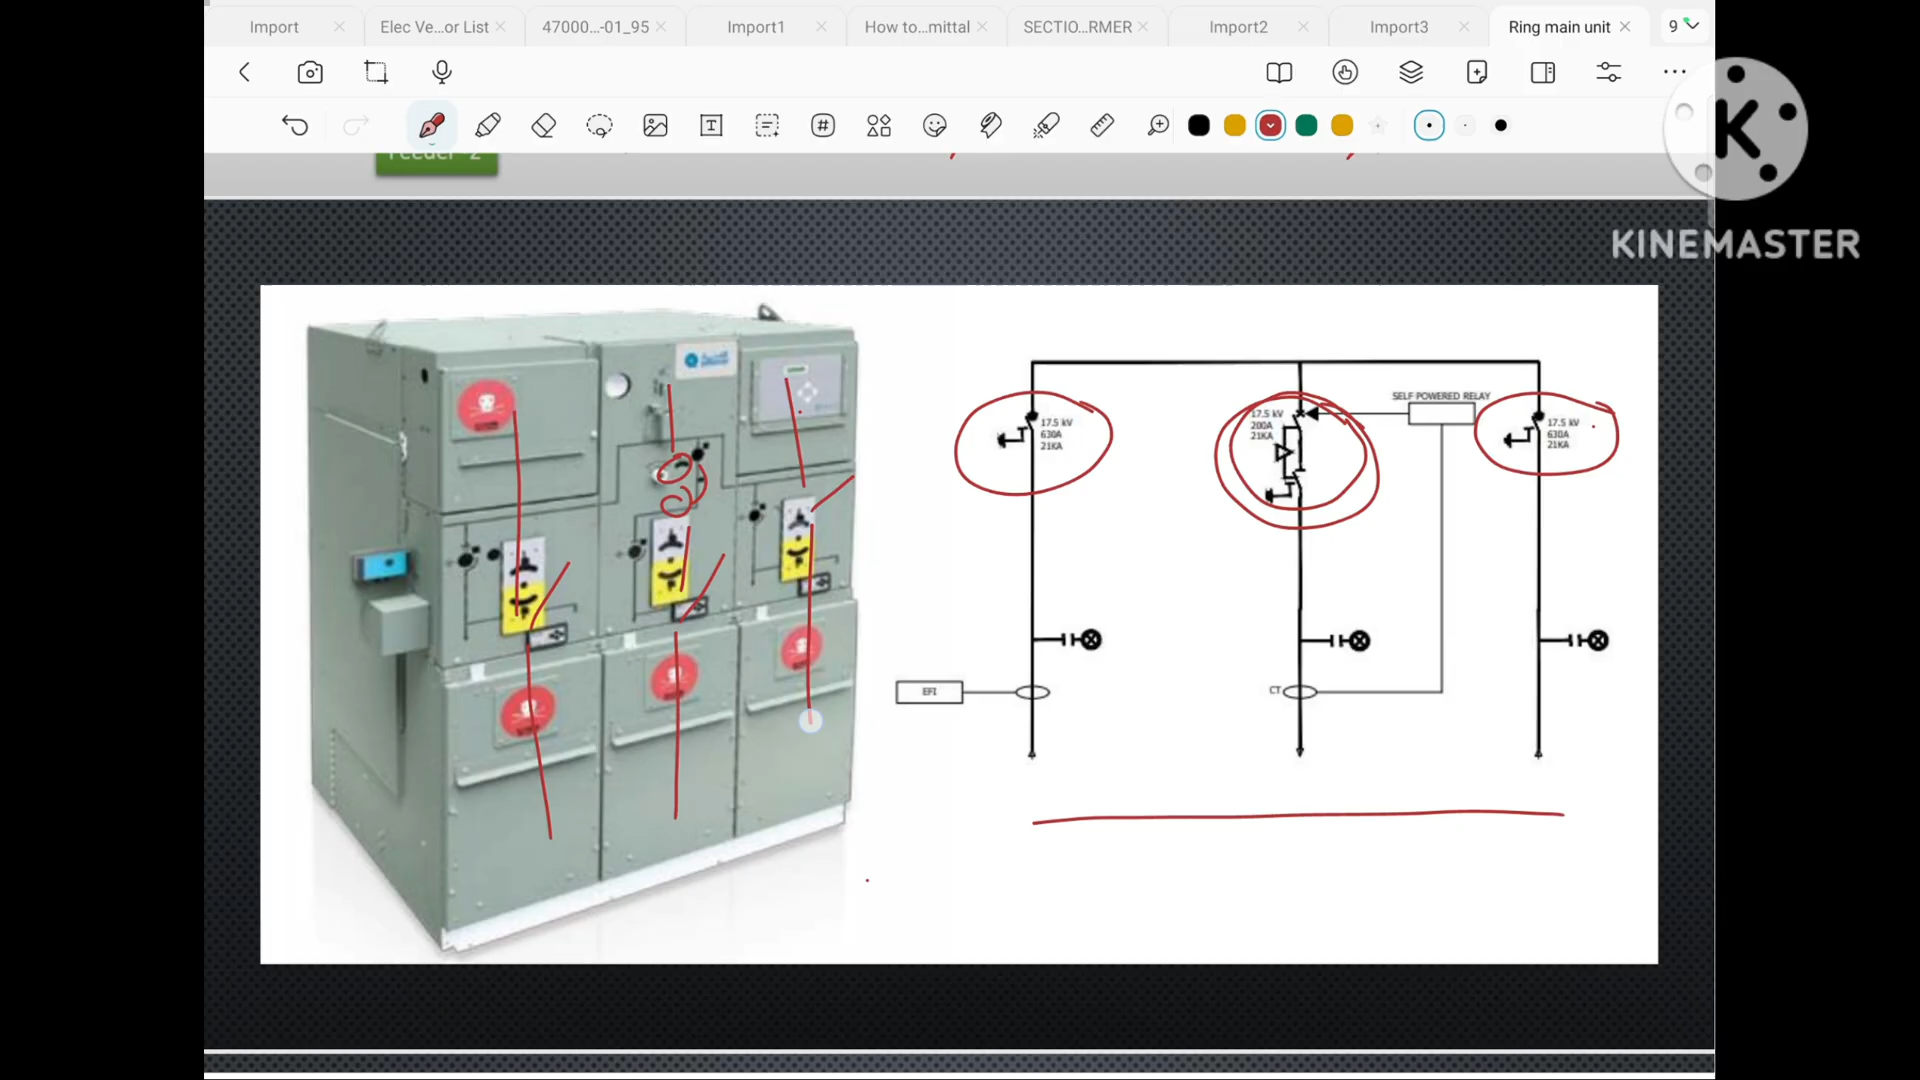 Import
Elec Ve...or List
47000...-01_95
Import1
How to...mittal
SECTIO...RMER
Import2
Import3
Ring main unit
9
Feeder 2
KINEMASTER
SELF POWERED RELAY
17.5 kV
630A
21KA
17.5 kV
200A
21KA
17.5 kV
630A
21KA
EFI
CT